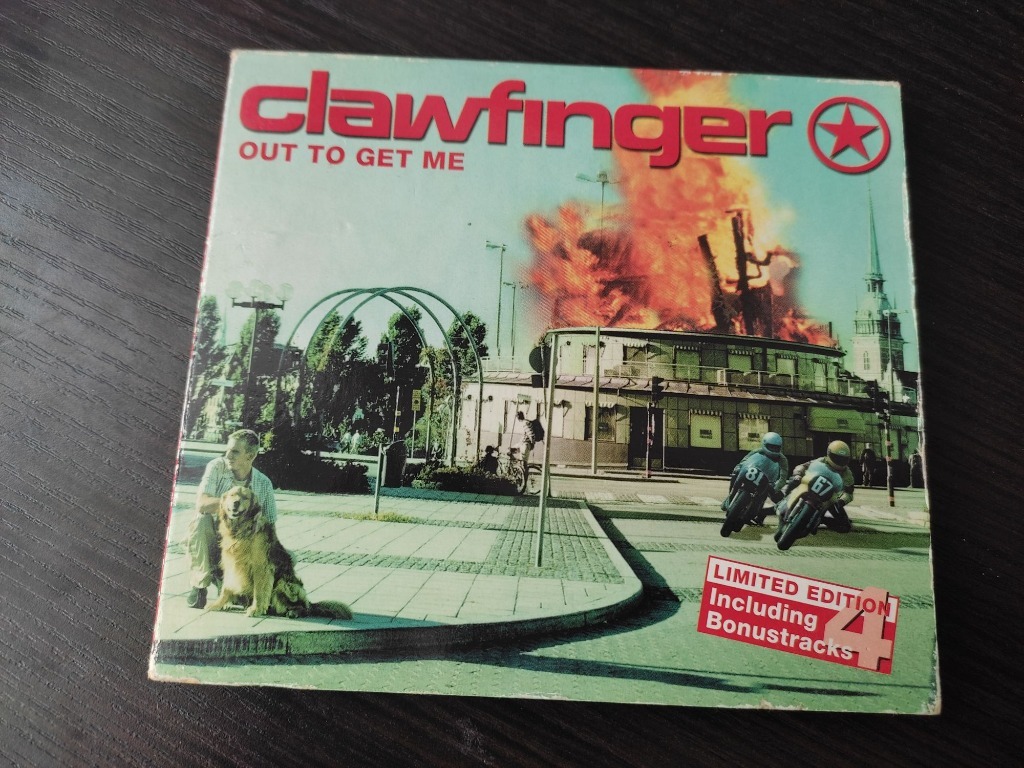 clawfinger
OUT TO GET ME
81
67
LIMITED EDITION
Including 4
Bonustracks